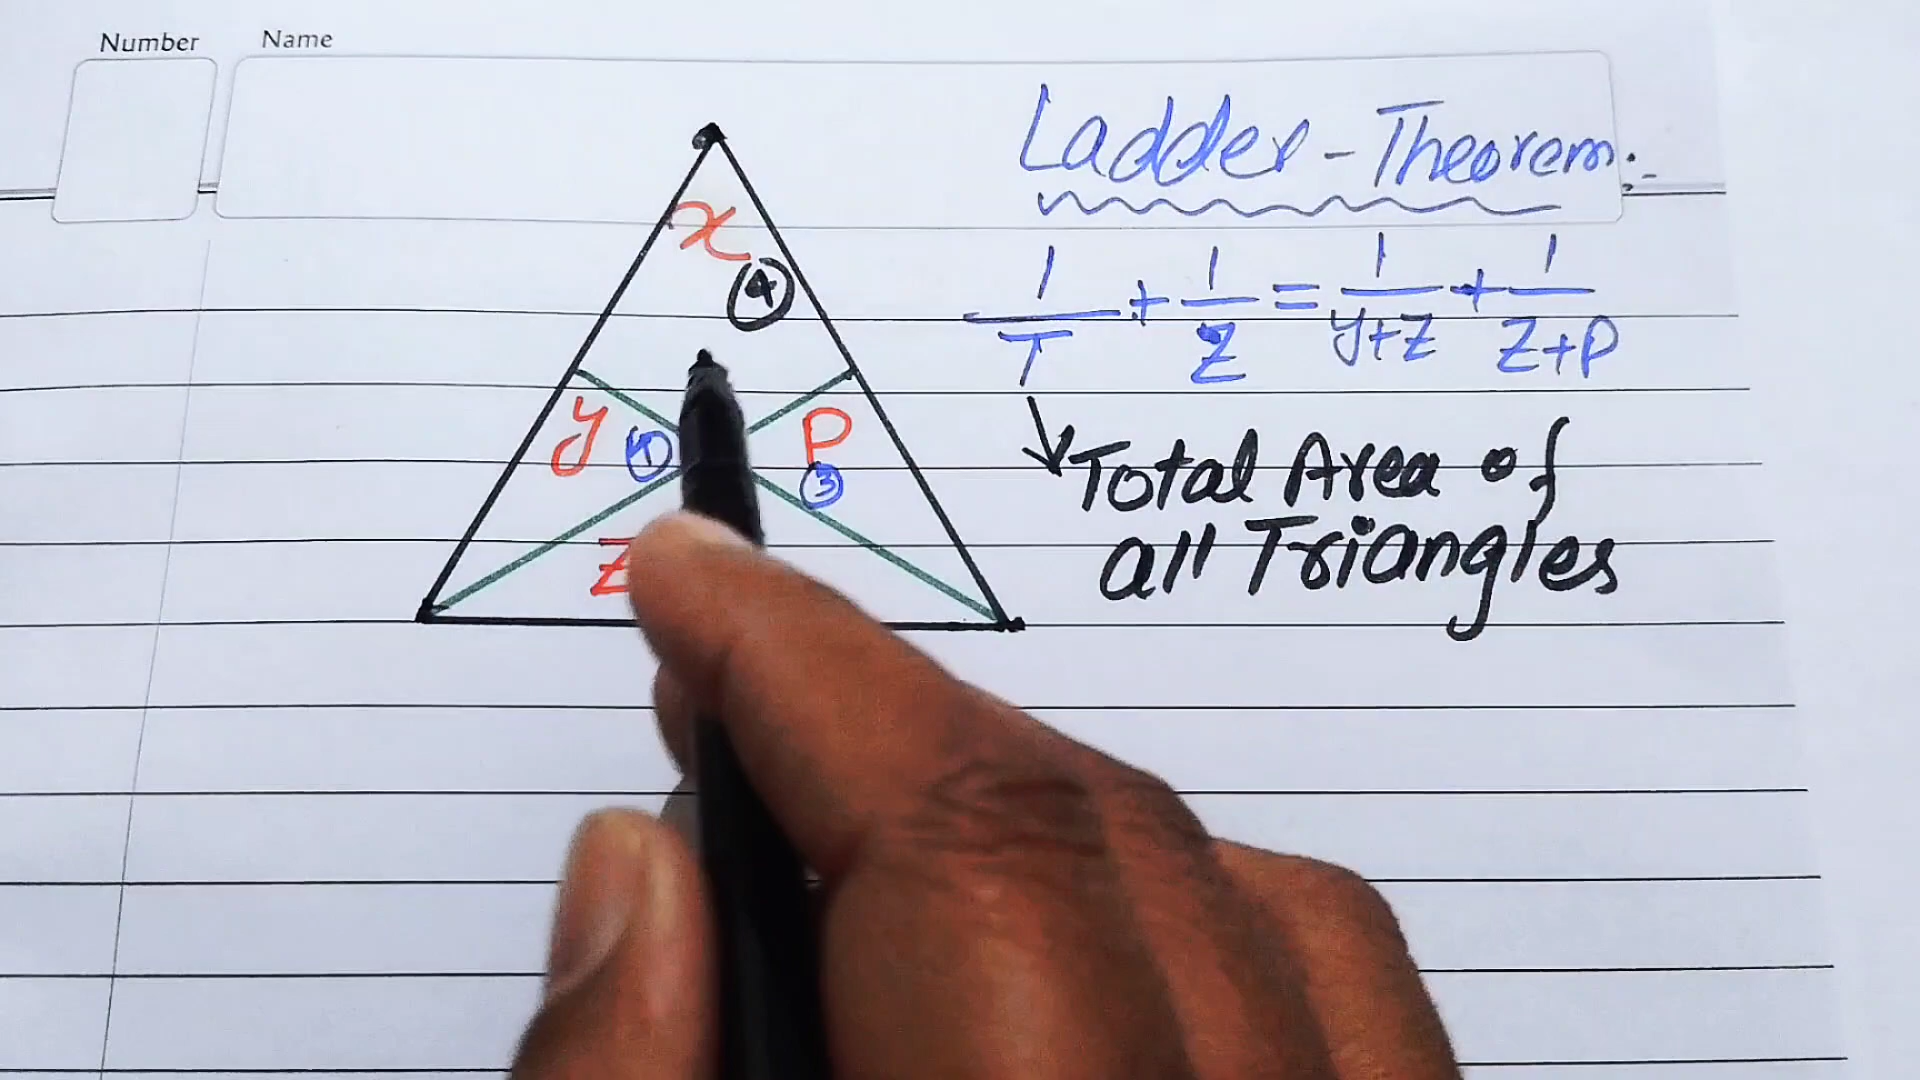 Number Name
Ladder-Theorem:-
1/T + 1/Z = 1/y+Z + 1/Z+P
Total Area of
all Triangles
x
4
y 1
P
3
Z